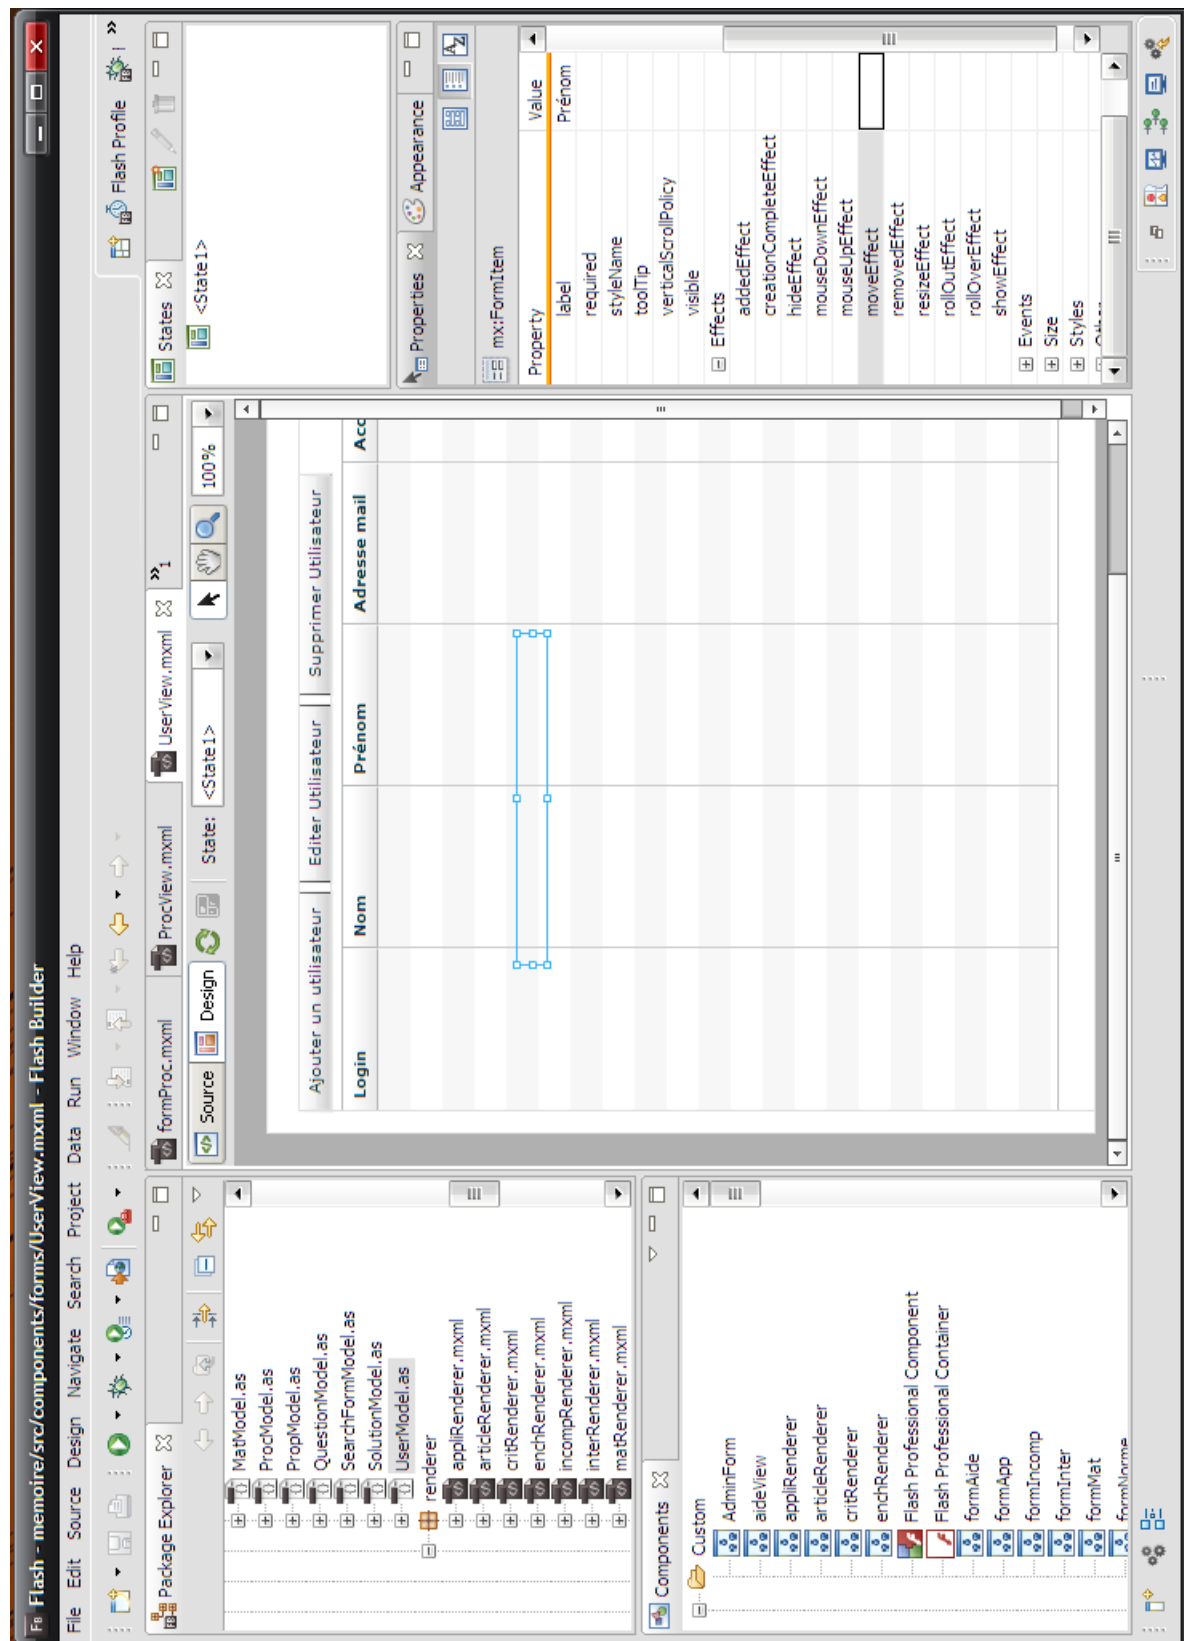 Flash - memoire/src/components/forms/UserView.mxml - Flash Builder
File Edit Source Design Navigate Search Project Data Run Window Help
Flash Profile
Package Explorer
MatModel.as
ProcModel.as
PropModel.as
QuestionModel.as
SearchFormModel.as
SolutionModel.as
UserModel.as
renderer
appliRenderer.mxml
articleRenderer.mxml
critRenderer.mxml
enchRenderer.mxml
incompRenderer.mxml
interRenderer.mxml
matRenderer.mxml
Components
Custom
AdminForm
aideView
appliRenderer
articleRenderer
critRenderer
enchRenderer
Flash Professional Component
Flash Professional Container
formAide
formApp
formIncomp
formInter
formMat
formNorme
formProc.mxml ProcView.mxml UserView.mxml »1
Source Design State: <State1> 100%
Ajouter un utilisateur Editer Utilisateur Supprimer Utilisateur
Login Nom Prénom Adresse mail Acc
States
<State1>
Properties Appearance
mx:FormItem
Property Value
label Prénom
required
styleName
toolTip
verticalScrollPolicy
visible
Effects
addedEffect
creationCompleteEffect
hideEffect
mouseDownEffect
mouseUpEffect
moveEffect
removedEffect
resizeEffect
rollOutEffect
rollOverEffect
showEffect
Events
Size
Styles